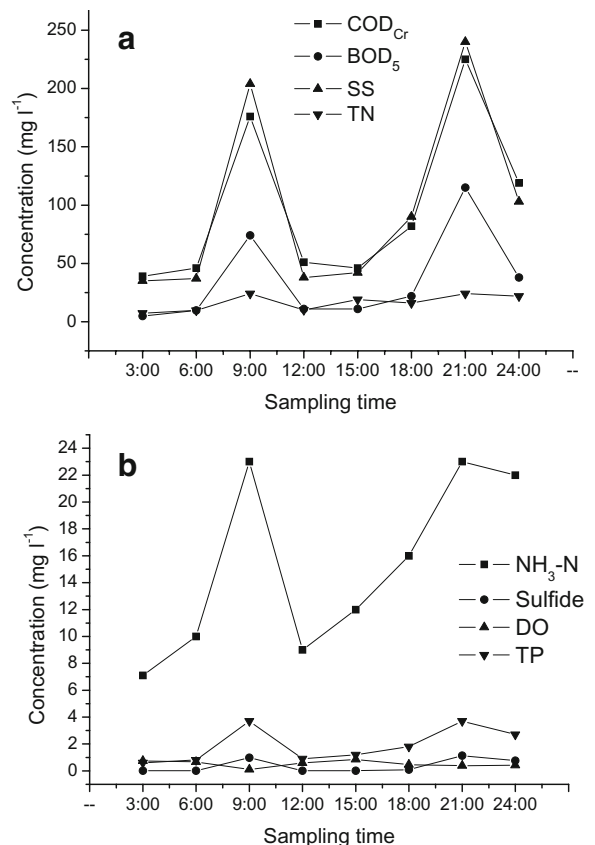 a
COD_Cr
BOD_5
SS
TN
Concentration (mg l^-1)
250
200
150
100
50
0
3:00 6:00 9:00 12:00 15:00 18:00 21:00 24:00 --
Sampling time
b
NH_3-N
Sulfide
DO
TP
Concentration (mg l^-1)
24
22
20
18
16
14
12
10
8
6
4
2
0
-- 3:00 6:00 9:00 12:00 15:00 18:00 21:00 24:00
Sampling time